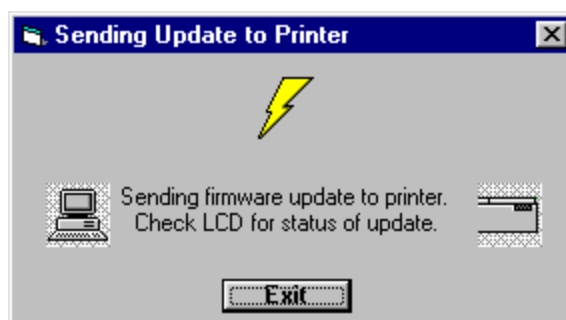 Sending Update to Printer
Sending firmware update to printer.
Check LCD for status of update.
Exit